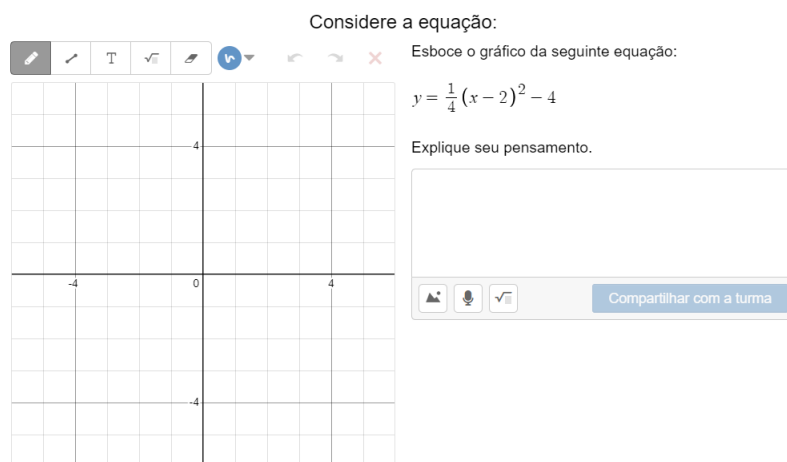 Considere a equação:
T √
Esboce o gráfico da seguinte equação:
y = 1/4 (x − 2)² − 4
Explique seu pensamento.
4
-4 0 4
-4
√
Compartilhar com a turma